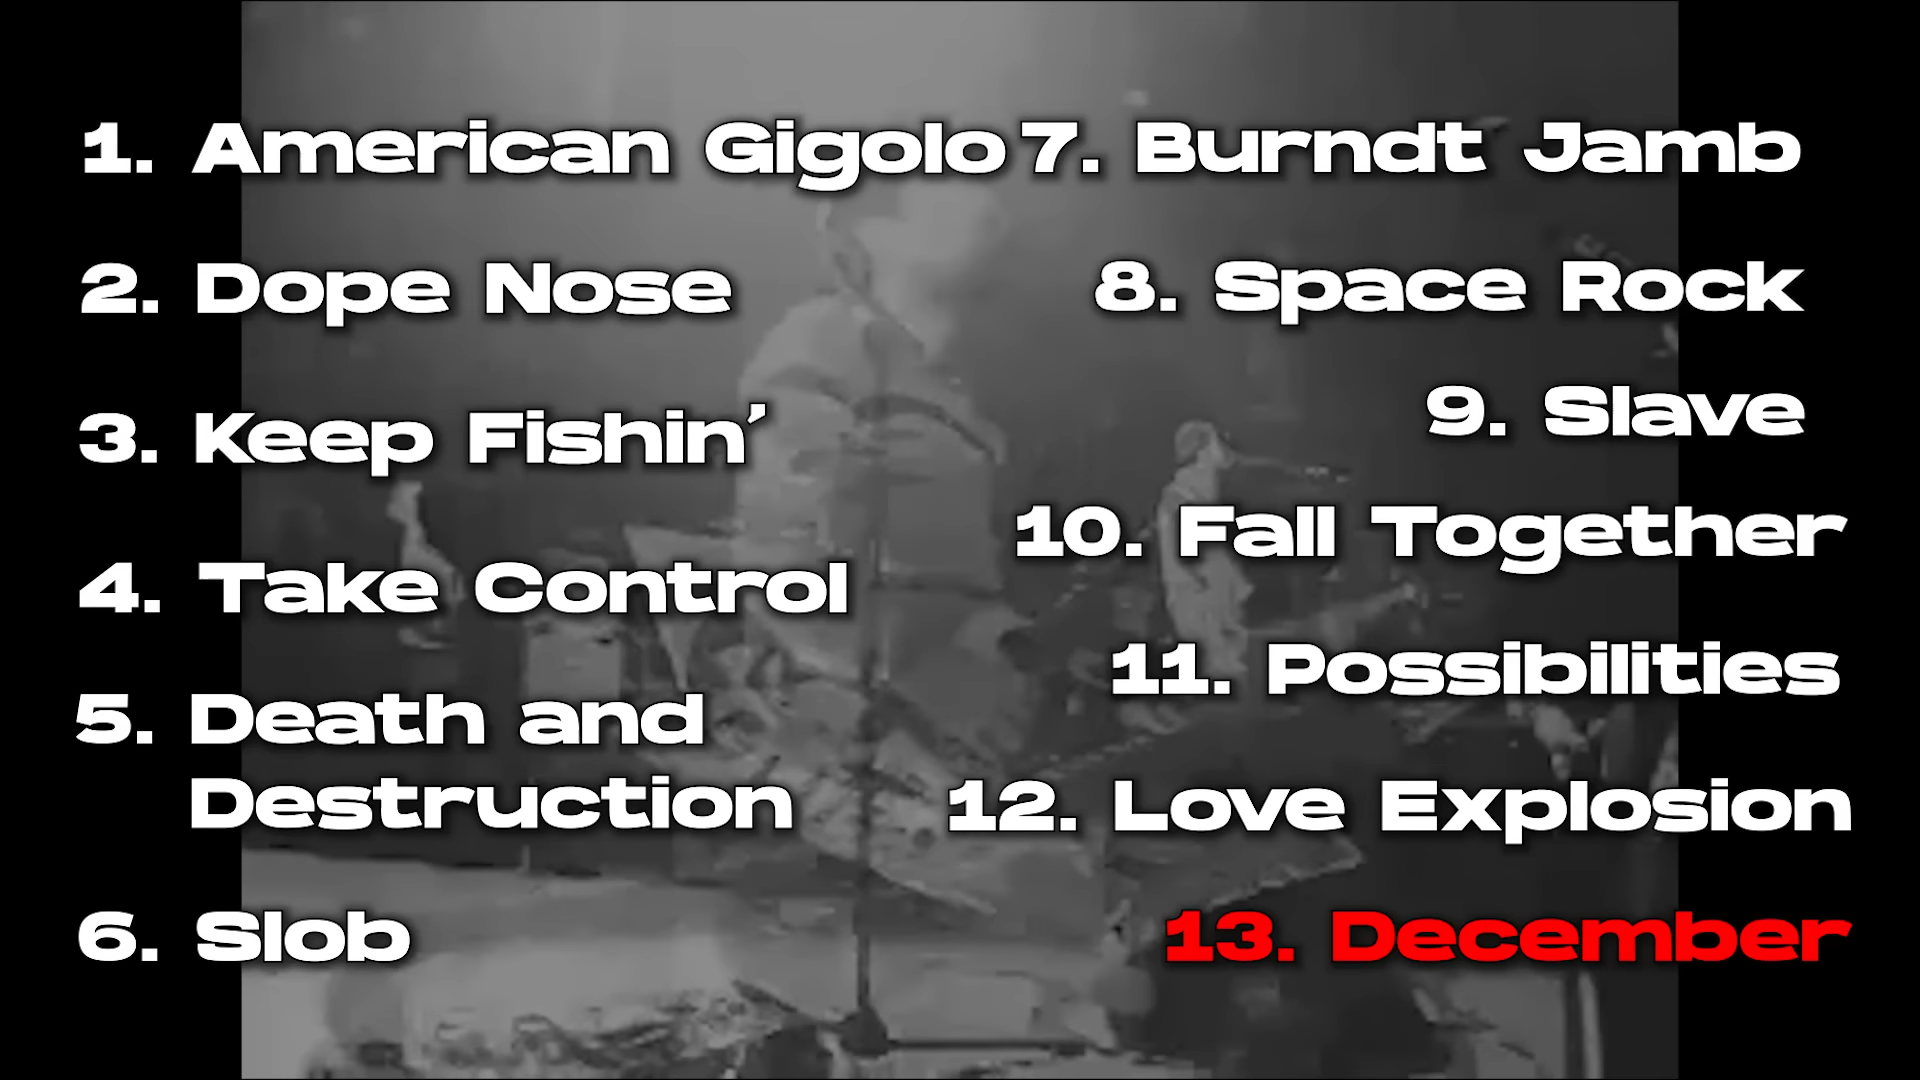 1. American Gigolo
2. Dope Nose
3. Keep Fishin’
4. Take Control
5. Death and
Destruction
6. Slob
7. Burndt Jamb
8. Space Rock
9. Slave
10. Fall Together
11. Possibilities
12. Love Explosion
13. December